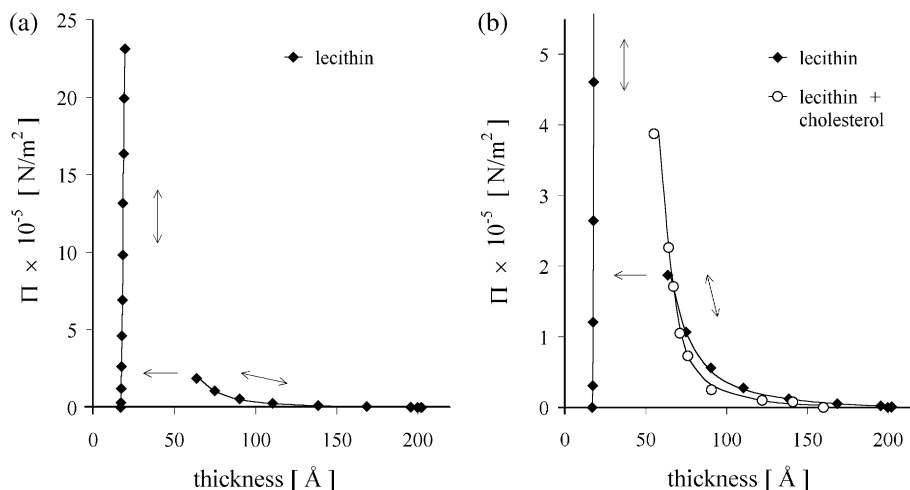 (a)
25
20
15
10
5
0
Π × 10⁻⁵ [ N/m² ]
lecithin
0 50 100 150 200
thickness [ Å ]
(b)
5
4
3
2
1
0
Π × 10⁻⁵ [ N/m² ]
lecithin
lecithin +
cholesterol
0 50 100 150 200
thickness [ Å ]